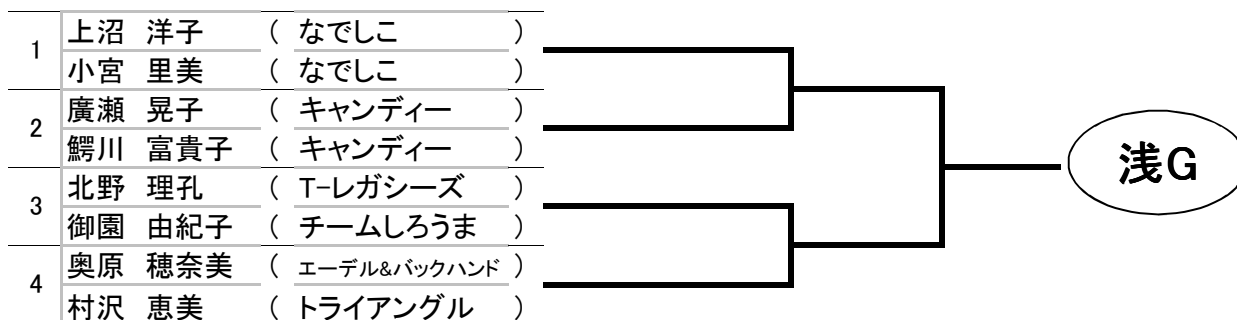 1 上沼 洋子 ( なでしこ )
小宮 里美 ( なでしこ )
2 廣瀬 晃子 ( キャンディー )
鰐川 富貴子 ( キャンディー )
3 北野 理孔 ( T-レガシーズ )
御園 由紀子 ( チームしろうま )
4 奥原 穂奈美 ( エーデル&バックハンド )
村沢 恵美 ( トライアングル )
浅G